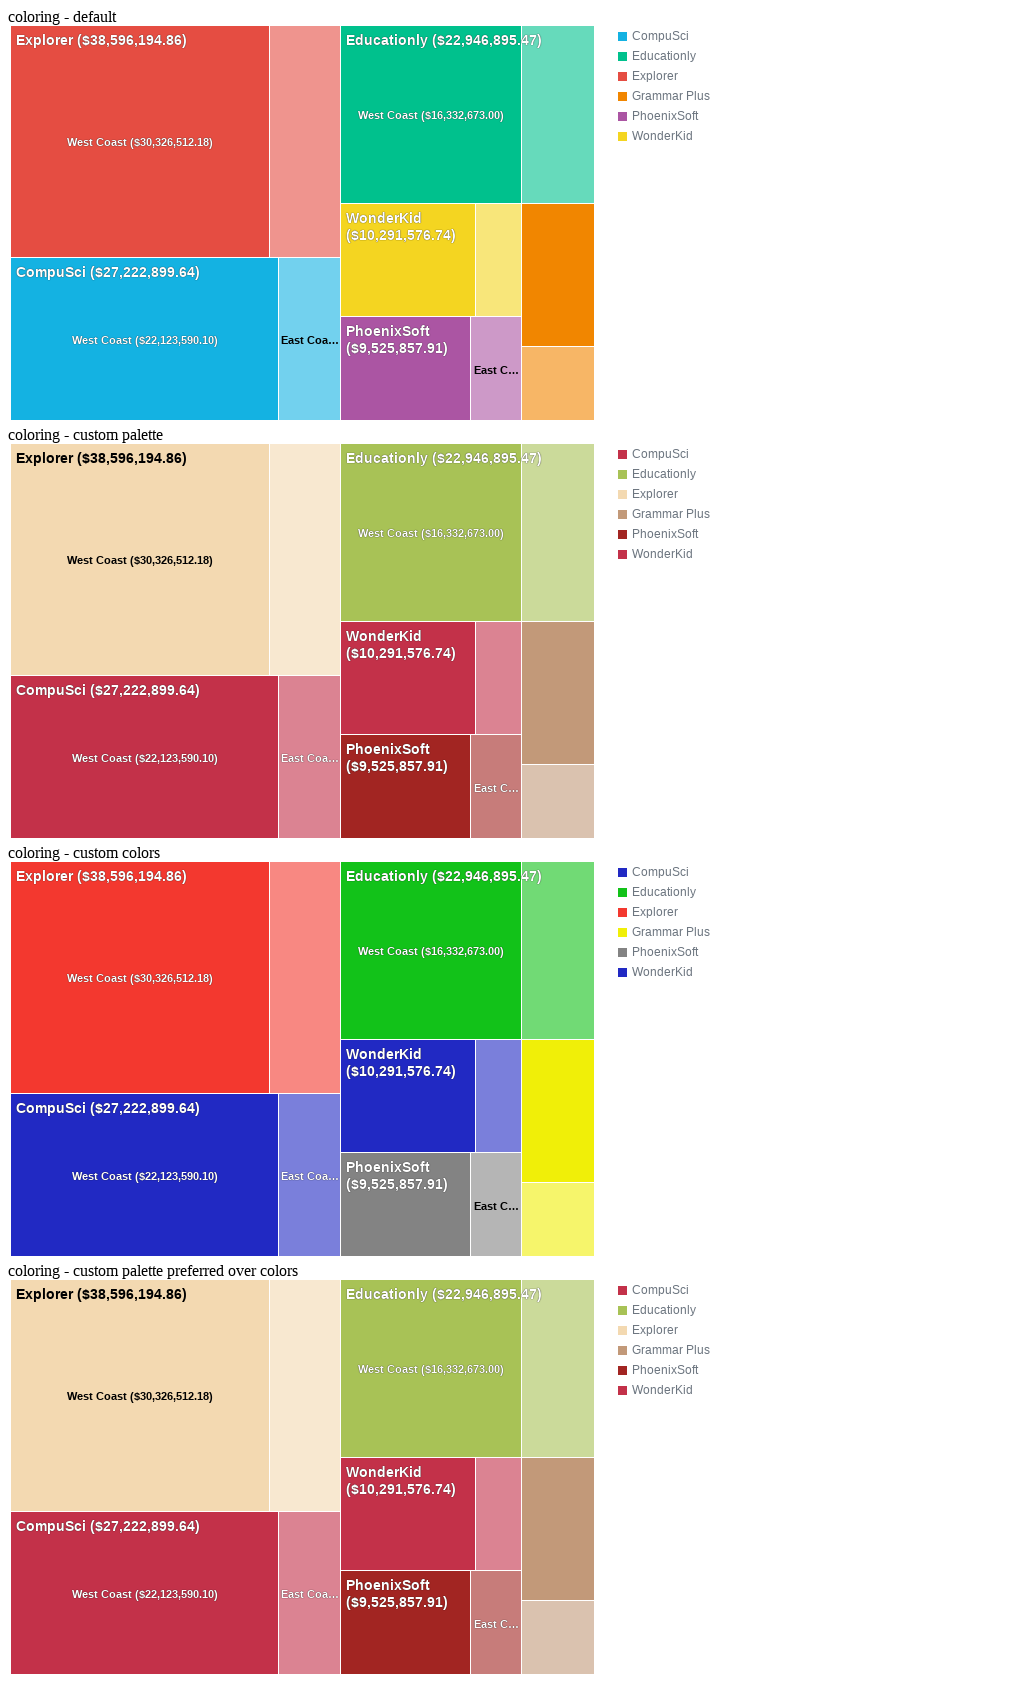 coloring - default
Explorer ($38,596,194.86)
West Coast ($30,326,512.18)
CompuSci ($27,222,899.64)
West Coast ($22,123,590.10)
East Coa…
Educationly ($22,946,895.47)
West Coast ($16,332,673.00)
WonderKid
($10,291,576.74)
PhoenixSoft
($9,525,857.91)
East C…
CompuSci
Educationly
Explorer
Grammar Plus
PhoenixSoft
WonderKid
coloring - custom palette
Explorer ($38,596,194.86)
West Coast ($30,326,512.18)
CompuSci ($27,222,899.64)
West Coast ($22,123,590.10)
East Coa…
Educationly ($22,946,895.47)
West Coast ($16,332,673.00)
WonderKid
($10,291,576.74)
PhoenixSoft
($9,525,857.91)
East C…
CompuSci
Educationly
Explorer
Grammar Plus
PhoenixSoft
WonderKid
coloring - custom colors
Explorer ($38,596,194.86)
West Coast ($30,326,512.18)
CompuSci ($27,222,899.64)
West Coast ($22,123,590.10)
East Coa…
Educationly ($22,946,895.47)
West Coast ($16,332,673.00)
WonderKid
($10,291,576.74)
PhoenixSoft
($9,525,857.91)
East C…
CompuSci
Educationly
Explorer
Grammar Plus
PhoenixSoft
WonderKid
coloring - custom palette preferred over colors
Explorer ($38,596,194.86)
West Coast ($30,326,512.18)
CompuSci ($27,222,899.64)
West Coast ($22,123,590.10)
East Coa…
Educationly ($22,946,895.47)
West Coast ($16,332,673.00)
WonderKid
($10,291,576.74)
PhoenixSoft
($9,525,857.91)
East C…
CompuSci
Educationly
Explorer
Grammar Plus
PhoenixSoft
WonderKid